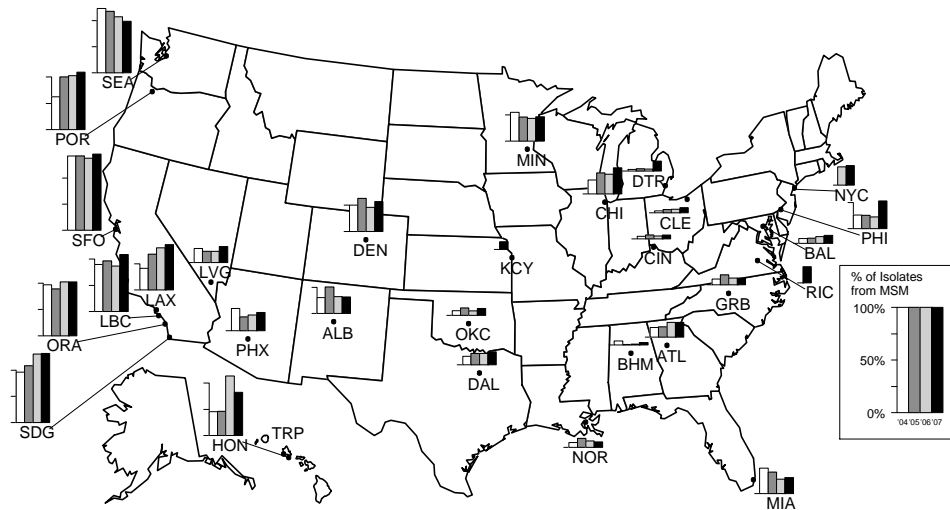 SEA
POR
SFO
LBC
LAX
ORA
SDG
LVG
PHX
DEN
ALB
HON
TRP
MIN
KCY
OKC
DAL
NOR
CHI
DTR
CLE
CIN
BHM
ATL
GRB
MIA
NYC
PHI
BAL
RIC
% of Isolates
from MSM
100%
50%
0%
'04'05'06'07